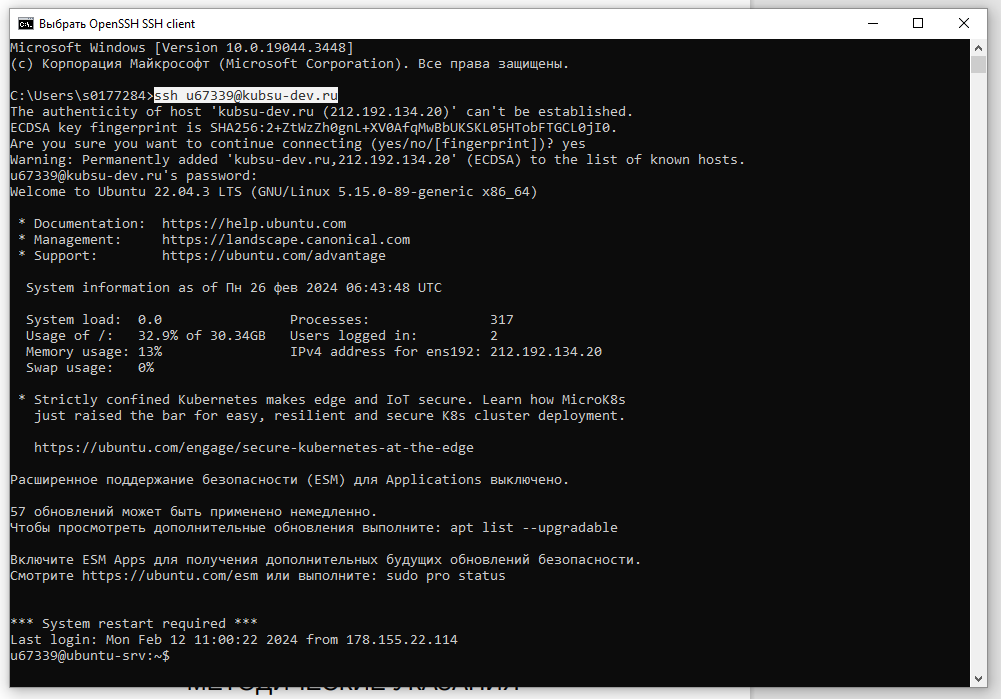 Выбрать OpenSSH SSH client
Microsoft Windows [Version 10.0.19044.3448]
(c) Корпорация Майкрософт (Microsoft Corporation). Все права защищены.
C:\Users\s0177284>ssh u67339@kubsu-dev.ru
The authenticity of host 'kubsu-dev.ru (212.192.134.20)' can't be established.
ECDSA key fingerprint is SHA256:2+ZtWzZh0gnL+XV0AfqMwBbUKSKL05HTobFTGCL0jI0.
Are you sure you want to continue connecting (yes/no/[fingerprint])? yes
Warning: Permanently added 'kubsu-dev.ru,212.192.134.20' (ECDSA) to the list of known hosts.
u67339@kubsu-dev.ru's password:
Welcome to Ubuntu 22.04.3 LTS (GNU/Linux 5.15.0-89-generic x86_64)
* Documentation: https://help.ubuntu.com
* Management: https://landscape.canonical.com
* Support: https://ubuntu.com/advantage
System information as of Пн 26 фев 2024 06:43:48 UTC
System load: 0.0 Processes: 317
Usage of /: 32.9% of 30.34GB Users logged in: 2
Memory usage: 13% IPv4 address for ens192: 212.192.134.20
Swap usage: 0%
* Strictly confined Kubernetes makes edge and IoT secure. Learn how MicroK8s
just raised the bar for easy, resilient and secure K8s cluster deployment.
https://ubuntu.com/engage/secure-kubernetes-at-the-edge
Расширенное поддержание безопасности (ESM) для Applications выключено.
57 обновлений может быть применено немедленно.
Чтобы просмотреть дополнительные обновления выполните: apt list --upgradable
Включите ESM Apps для получения дополнительных будущих обновлений безопасности.
Смотрите https://ubuntu.com/esm или выполните: sudo pro status
*** System restart required ***
Last login: Mon Feb 12 11:00:22 2024 from 178.155.22.114
u67339@ubuntu-srv:~$
МЕТОДИЧЕСКИЕ УКАЗАНИЯ